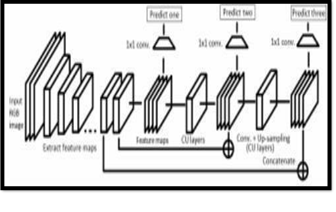 Predict one
Predict two
Predict three
1x1 conv.
1x1 conv.
1x1 conv.
Input
RGB
image
Extract feature maps
Feature maps
CU layers
Conv. + Up-sampling
(CU layers)
Concatenate